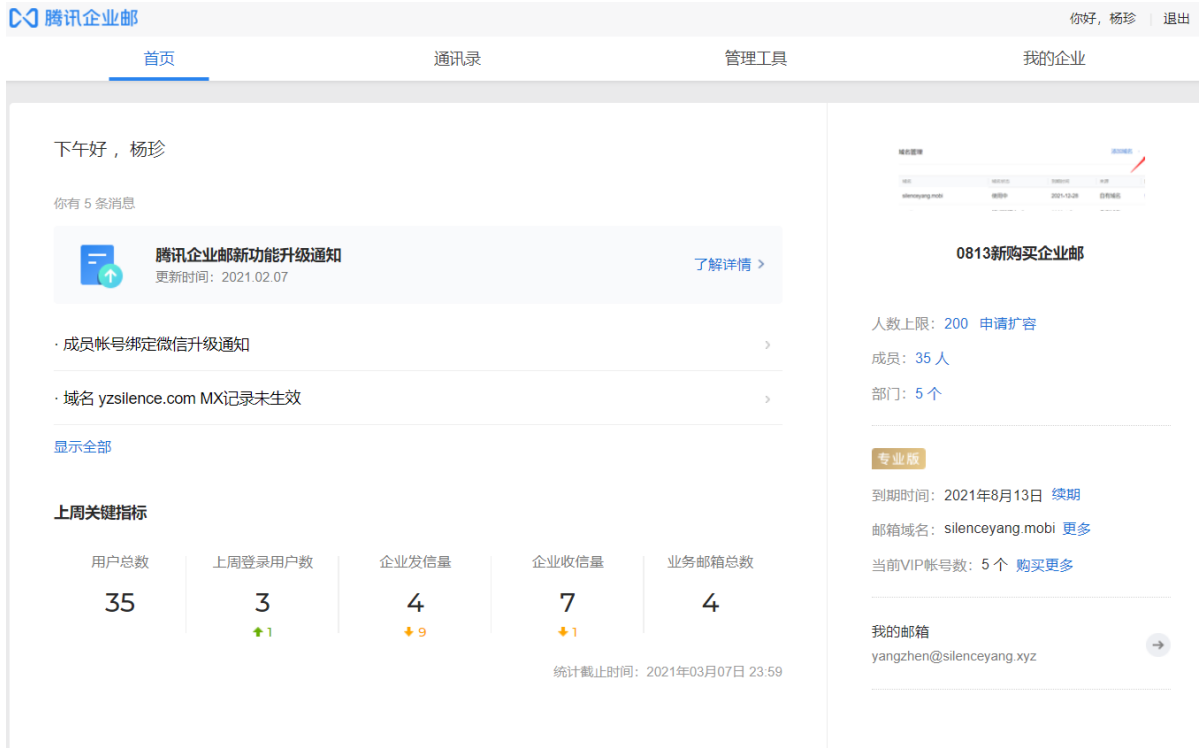 腾讯企业邮
你好，杨珍 退出
首页 通讯录 管理工具 我的企业
下午好 ，杨珍
你有 5 条消息
腾讯企业邮新功能升级通知
更新时间：2021.02.07
了解详情
· 成员帐号绑定微信升级通知
· 域名 yzsilence.com MX记录未生效
显示全部
上周关键指标
用户总数 上周登录用户数 企业发信量 企业收信量 业务邮箱总数
35 3 4 7 4
1 9 1
统计截止时间：2021年03月07日 23:59
域名管理
silenceyang.mobi 2021-12-28
0813新购买企业邮
人数上限：200 申请扩容
成员：35 人
部门：5 个
专业版
到期时间：2021年8月13日 续期
邮箱域名：silenceyang.mobi 更多
当前VIP帐号数：5 个 购买更多
我的邮箱
yangzhen@silenceyang.xyz